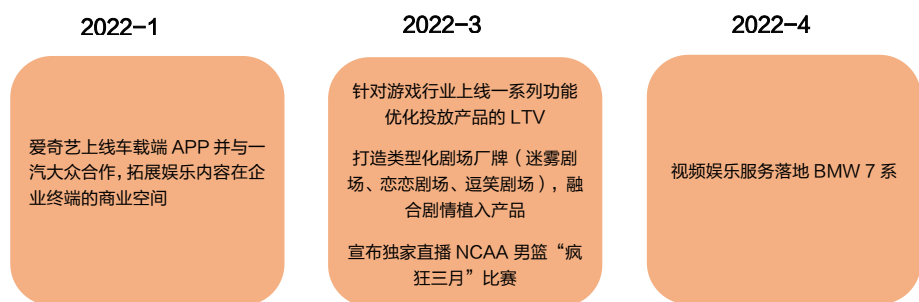 2022-1
爱奇艺上线车载端 APP 并与一
汽大众合作，拓展娱乐内容在企
业终端的商业空间
2022-3
针对游戏行业上线一系列功能
优化投放产品的 LTV
打造类型化剧场厂牌（迷雾剧
场、恋恋剧场、逗笑剧场），融
合剧情植入产品
宣布独家直播 NCAA 男篮“疯
狂三月”比赛
2022-4
视频娱乐服务落地 BMW 7 系